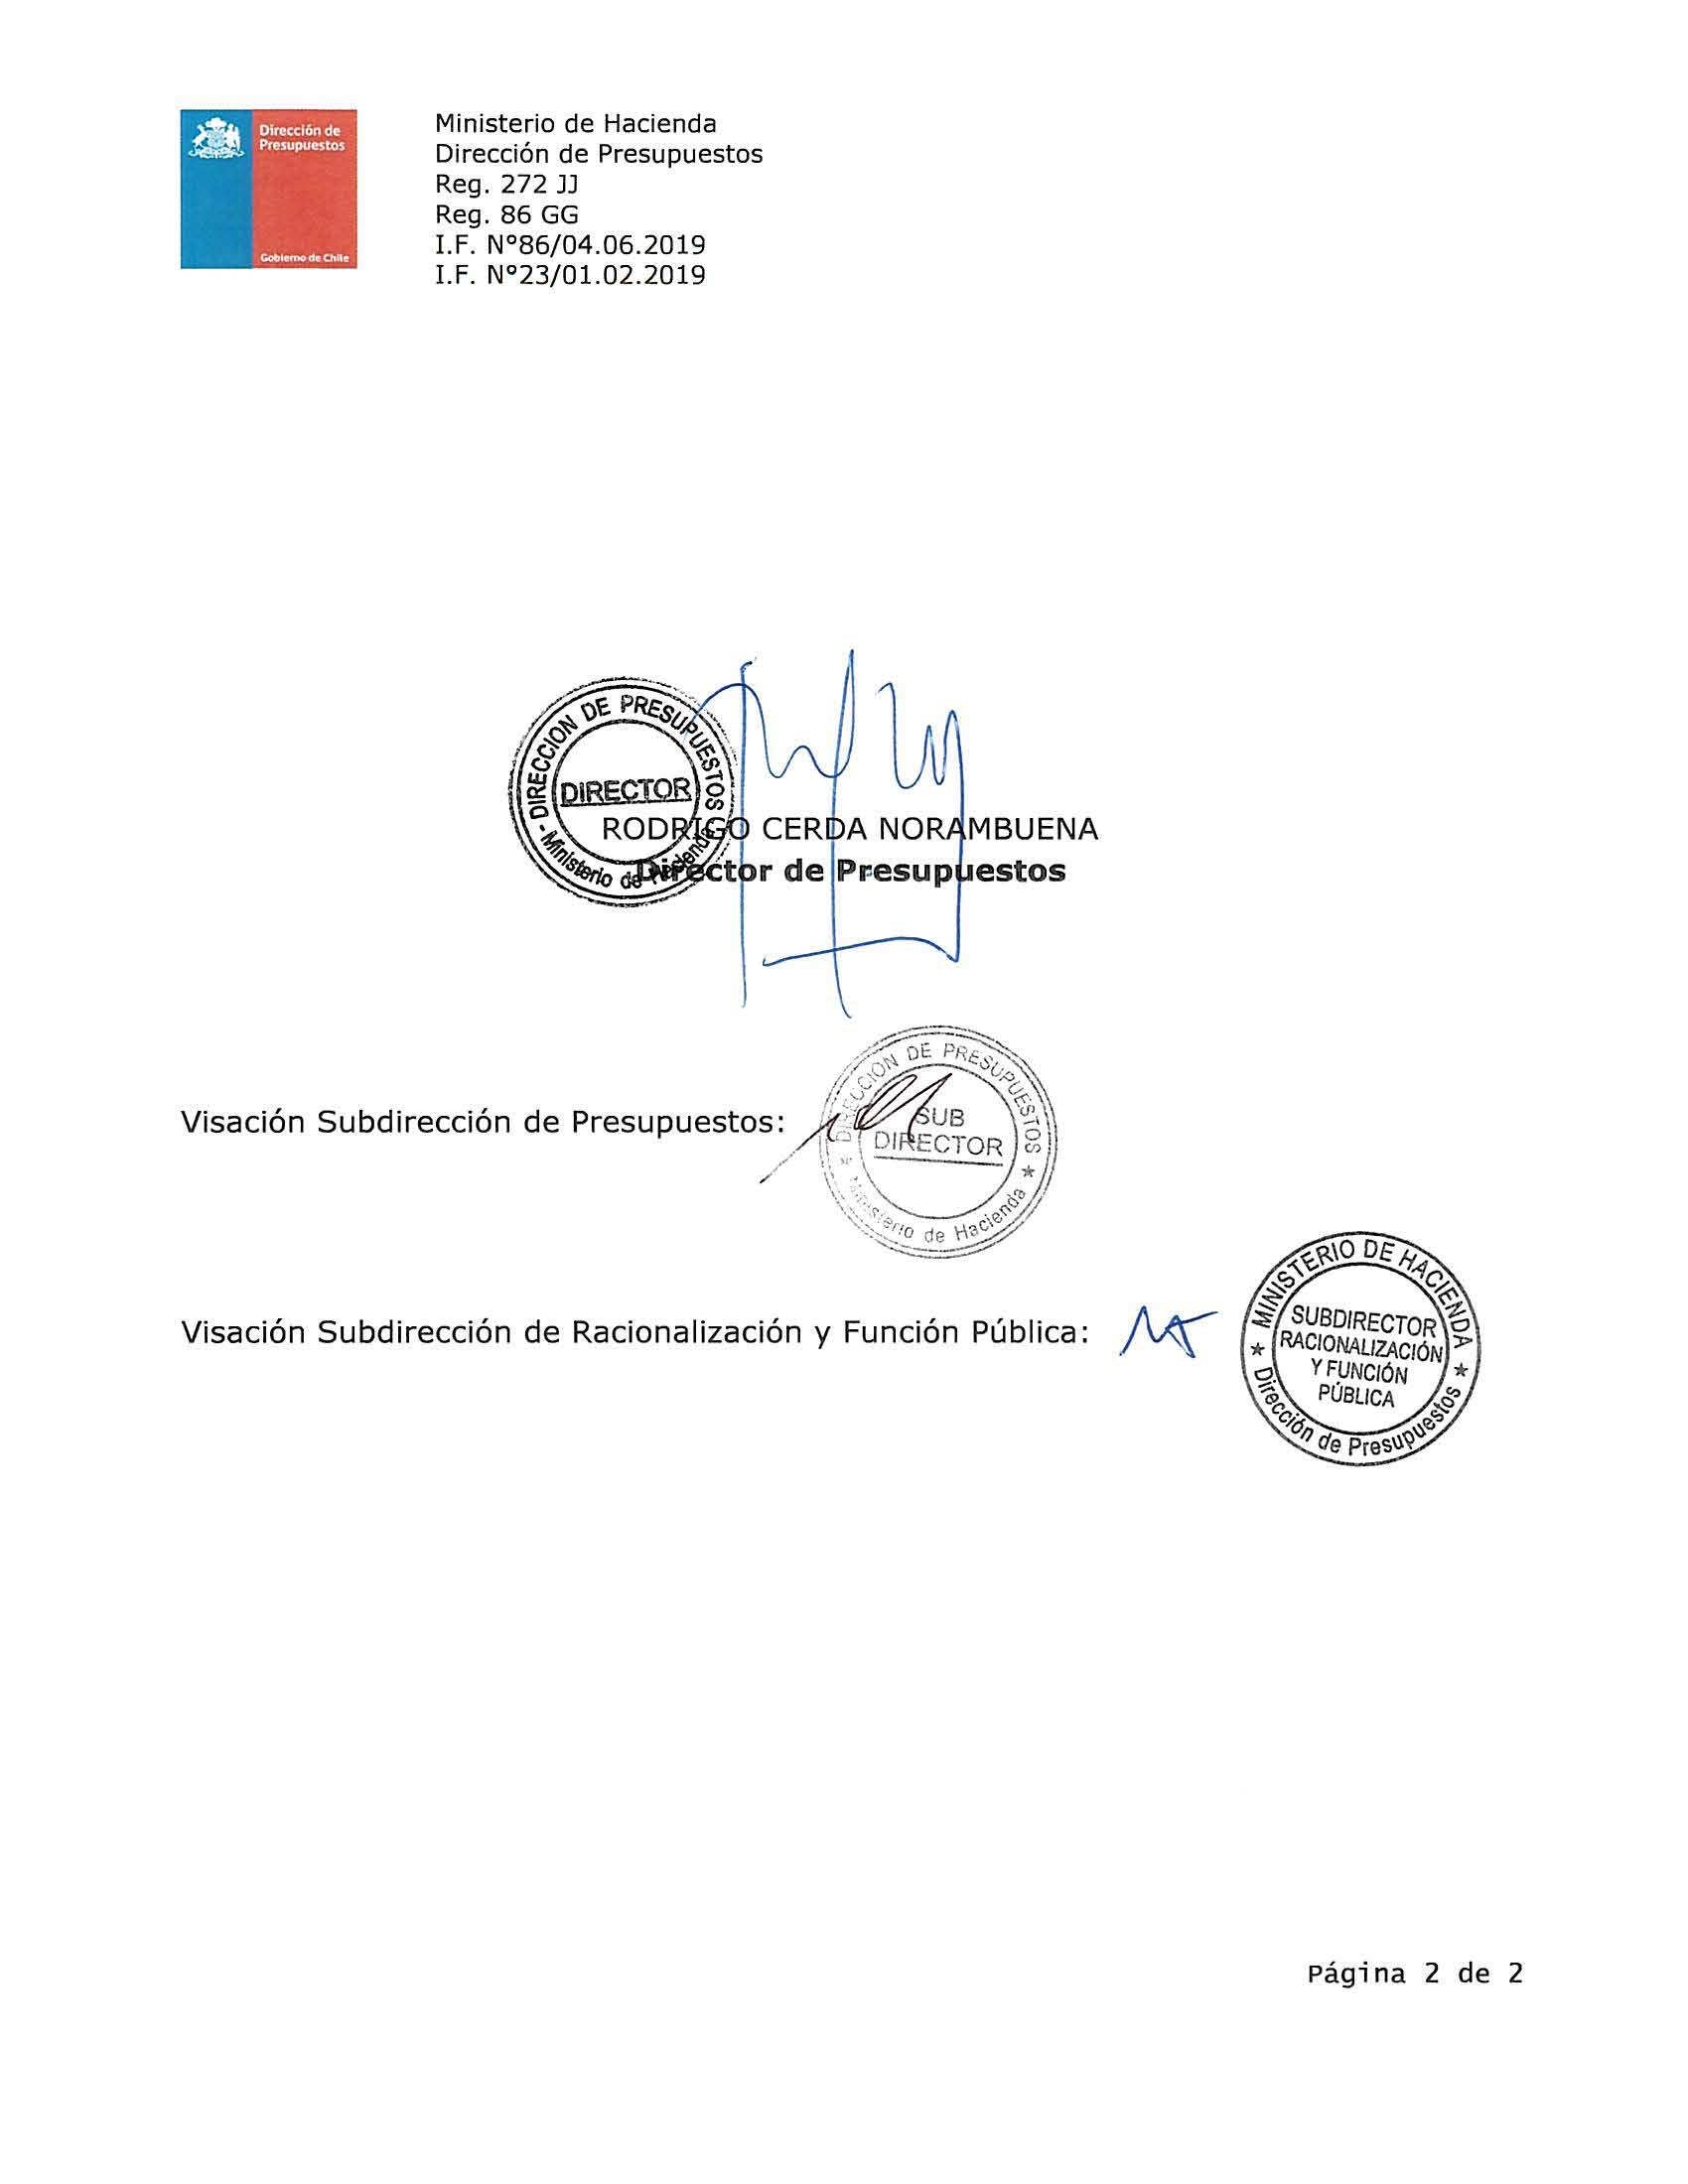 Dirección de
Presupuestos
Gobierno de Chile
Ministerio de Hacienda
Dirección de Presupuestos
Reg. 272 JJ
Reg. 86 GG
I.F. N°86/04.06.2019
I.F. N°23/01.02.2019
DIRECCION DE PRESUPUESTOS
DIRECTOR
Ministerio de Hacienda
RODRIGO CERDA NORAMBUENA
Director de Presupuestos
Visación Subdirección de Presupuestos:
DIRECCION DE PRESUPUESTOS
SUB
DIRECTOR
Ministerio de Hacienda
Visación Subdirección de Racionalización y Función Pública:
MINISTERIO DE HACIENDA
SUBDIRECTOR
RACIONALIZACIÓN
Y FUNCIÓN
PÚBLICA
Dirección de Presupuestos
Página 2 de 2